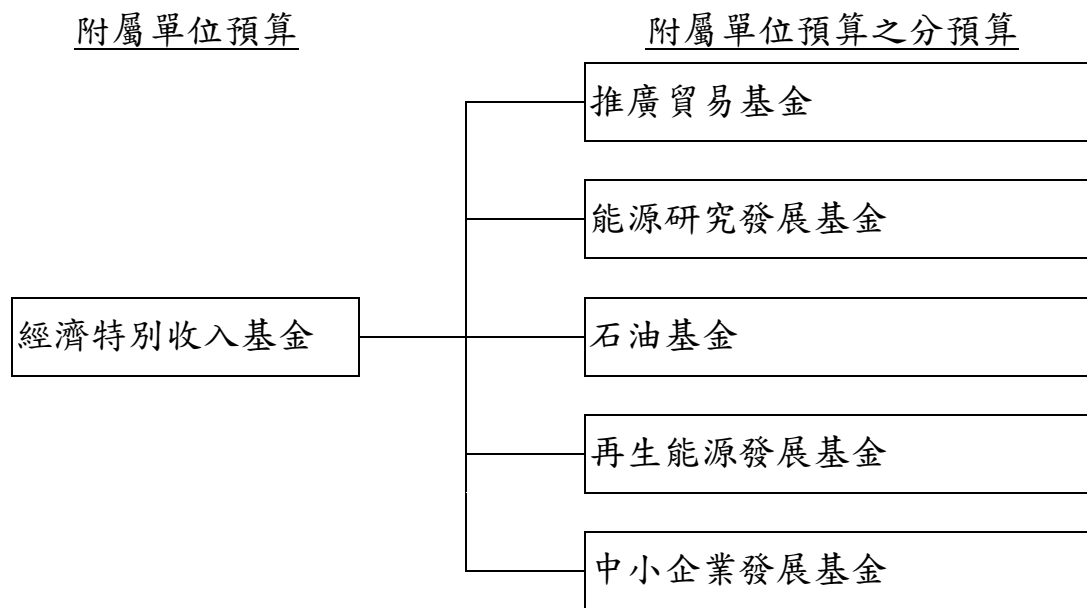 附屬單位預算
附屬單位預算之分預算
推廣貿易基金
能源研究發展基金
經濟特別收入基金
石油基金
再生能源發展基金
中小企業發展基金